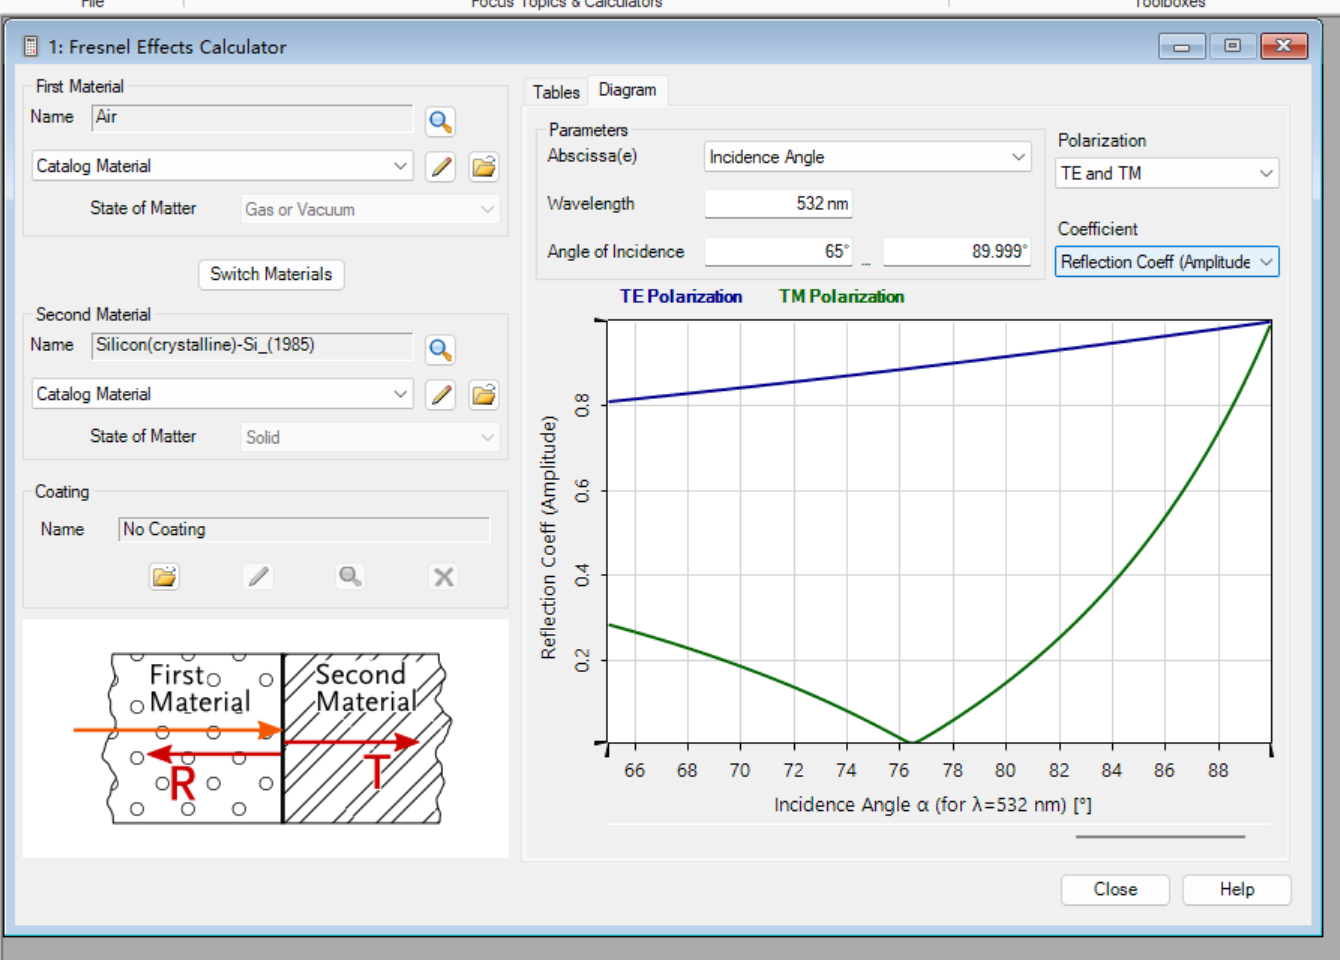 File
Focus Topics & Calculators
Toolboxes
1: Fresnel Effects Calculator
First Material
Name Air
Catalog Material
State of Matter Gas or Vacuum
Switch Materials
Second Material
Name Silicon(crystalline)-Si_(1985)
Catalog Material
State of Matter Solid
Coating
Name No Coating
First
Material
Second
Material
R
T
Tables Diagram
Parameters
Abscissa(e) Incidence Angle
Wavelength 532 nm
Angle of Incidence 65° ... 89.999°
Polarization
TE and TM
Coefficient
Reflection Coeff (Amplitude
TE Polarization TM Polarization
Reflection Coeff (Amplitude)
0.8
0.6
0.4
0.2
66 68 70 72 74 76 78 80 82 84 86 88
Incidence Angle α (for λ=532 nm) [°]
Close Help